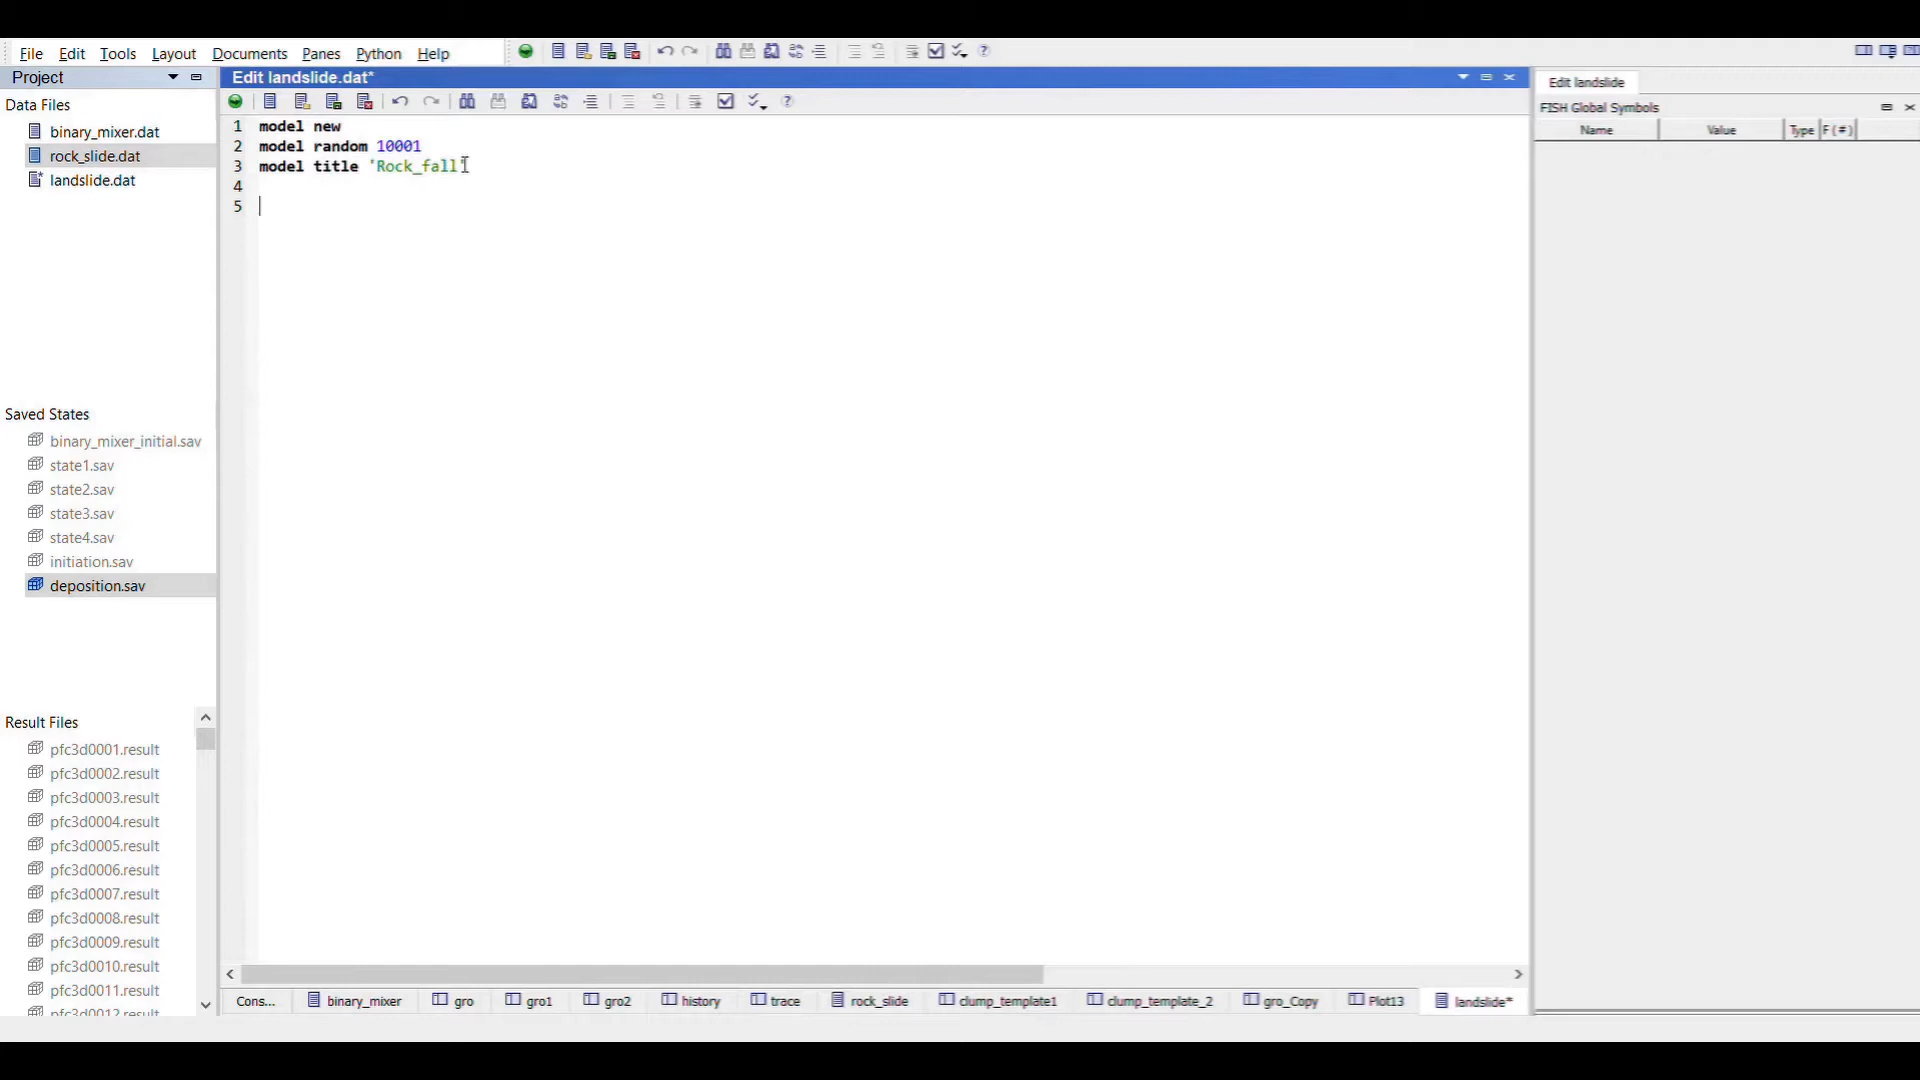 File Edit Tools Layout Documents Panes Python Help
Project
Edit landslide.dat*
Edit landslide
Data Files
FISH Global Symbols
Name Value Type F(#)
binary_mixer.dat
rock_slide.dat
landslide.dat
1 model new
2 model random 10001
3 model title 'Rock_fall'
4
5
Saved States
binary_mixer_initial.sav
state1.sav
state2.sav
state3.sav
state4.sav
initiation.sav
deposition.sav
Result Files
pfc3d0001.result
pfc3d0002.result
pfc3d0003.result
pfc3d0004.result
pfc3d0005.result
pfc3d0006.result
pfc3d0007.result
pfc3d0008.result
pfc3d0009.result
pfc3d0010.result
pfc3d0011.result
pfc3d0012.result
Cons... binary_mixer gro gro1 gro2 history trace rock_slide clump_template1 clump_template_2 gro_Copy Plot13 landslide*